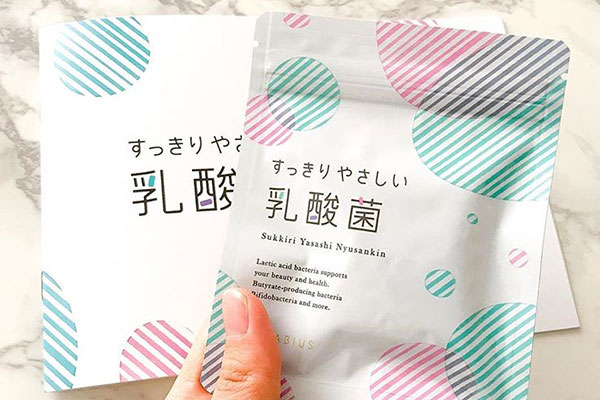 すっきりやさ
乳酸
すっきりやさしい
乳酸菌
Sukkiri Yasashi Nyusankin
Lactic acid bacteria supports
your beauty and health.
Butyrate-producing bacteria
Bifidobacteria and more.
ABIUS